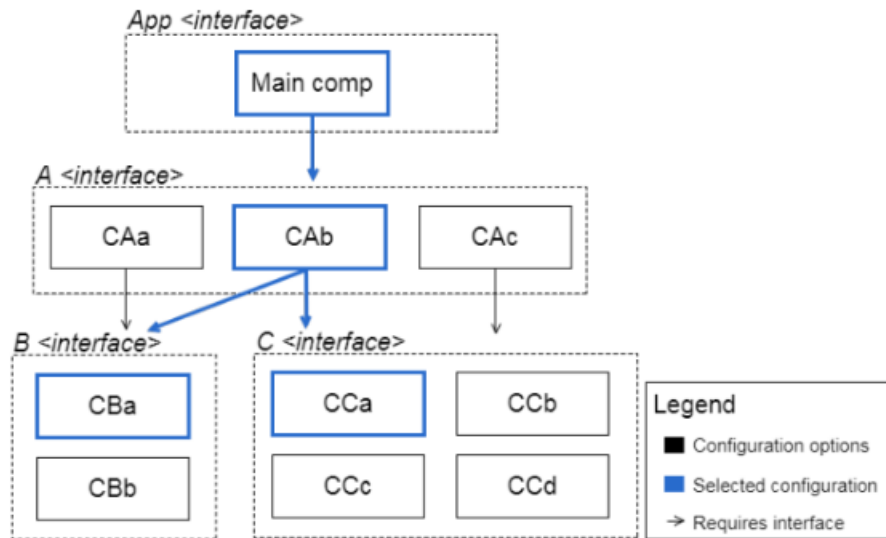 App <interface>
Main comp
A <interface>
CAa CAb CAc
B <interface> C <interface>
CBa CCa CCb
CBb CCc CCd
Legend
Configuration options
Selected configuration
Requires interface